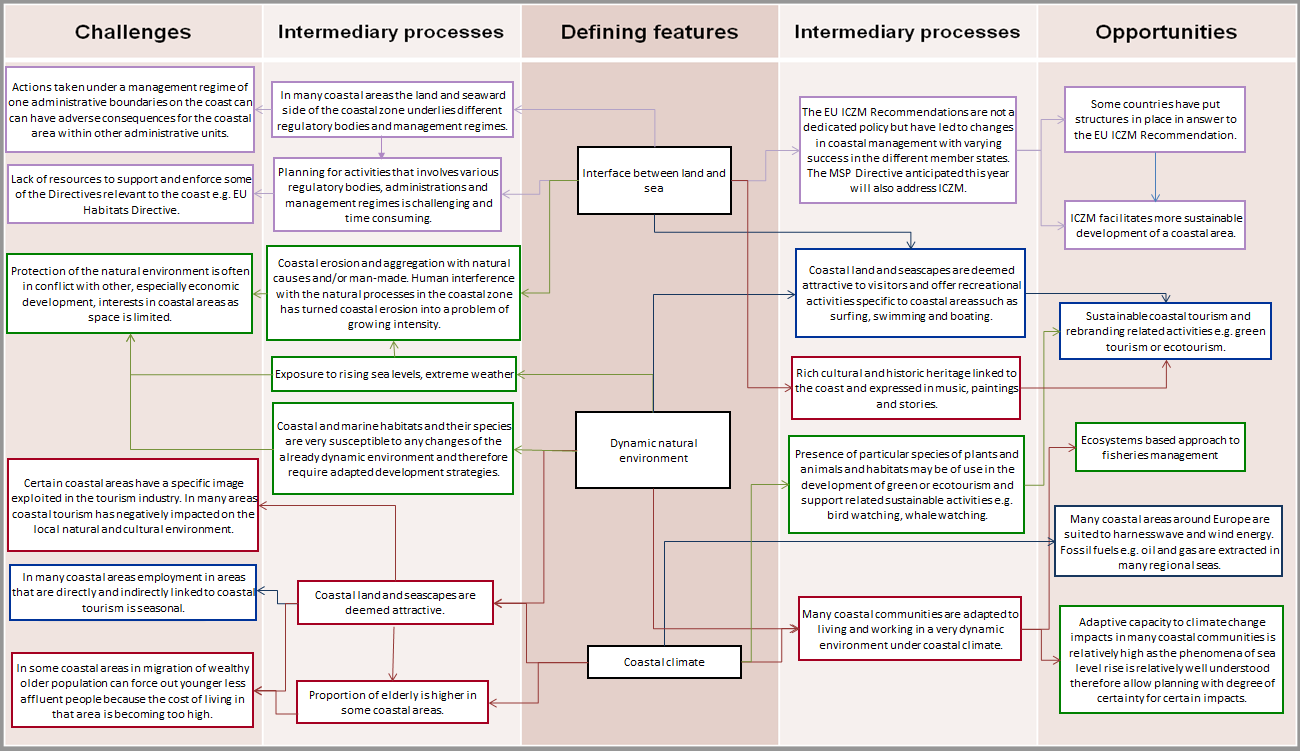 Challenges
Intermediary processes
Defining features
Intermediary processes
Opportunities
Actions taken under a management regime of
one administrative boundaries on the coast can
can have adverse consequences for the coastal
area within other administrative units.
Lack of resources to support and enforce some
of the Directives relevant to the coast e.g. EU
Habitats Directive.
Protection of the natural environment is often
in conflict with other, especially economic
development, interests in coastal areas as
space is limited.
Certain coastal areas have a specific image
exploited in the tourism industry. In many areas
coastal tourism has negatively impacted on the
local natural and cultural environment.
In many coastal areas employment in areas
that are directly and indirectly linked to coastal
tourism is seasonal.
In some coastal areas in migration of wealthy
older population can force out younger less
affluent people because the cost of living in
that area is becoming too high.
In many coastal areas the land and seaward
side of the coastal zone underlies different
regulatory bodies and management regimes.
Planning for activities that involves various
regulatory bodies, administrations and
management regimes is challenging and
time consuming.
Coastal erosion and aggregation with natural
causes and/or man-made. Human interference
with the natural processes in the coastal zone
has turned coastal erosion into a problem of
growing intensity.
Exposure to rising sea levels, extreme weather
Coastal and marine habitats and their species
are very susceptible to any changes of the
already dynamic environment and therefore
require adapted development strategies.
Coastal land and seascapes are
deemed attractive.
Proportion of elderly is higher in
some coastal areas.
Interface between land and
sea
Dynamic natural
environment
Coastal climate
The EU ICZM Recommendations are not a
dedicated policy but have led to changes
in coastal management with varying
success in the different member states.
The MSP Directive anticipated this year
will also address ICZM.
Coastal land and seascapes are deemed
attractive to visitors and offer recreational
activities specific to coastal areas such as
surfing, swimming and boating.
Rich cultural and historic heritage linked to
the coast and expressed in music, paintings
and stories.
Presence of particular species of plants and
animals and habitats may be of use in the
development of green or ecotourism and
support related sustainable activities e.g.
bird watching, whale watching.
Many coastal communities are adapted to
living and working in a very dynamic
environment under coastal climate.
Some countries have put
structures in place in answer to
the EU ICZM Recommendation.
ICZM facilitates more sustainable
development of a coastal area.
Sustainable coastal tourism and
rebranding related activities e.g. green
tourism or ecotourism.
Ecosystems based approach to
fisheries management
Many coastal areas around Europe are
suited to harness wave and wind energy.
Fossil fuels e.g. oil and gas are extracted in
many regional seas.
Adaptive capacity to climate change
impacts in many coastal communities is
relatively high as the phenomena of sea
level rise is relatively well understood
therefore allow planning with degree of
certainty for certain impacts.